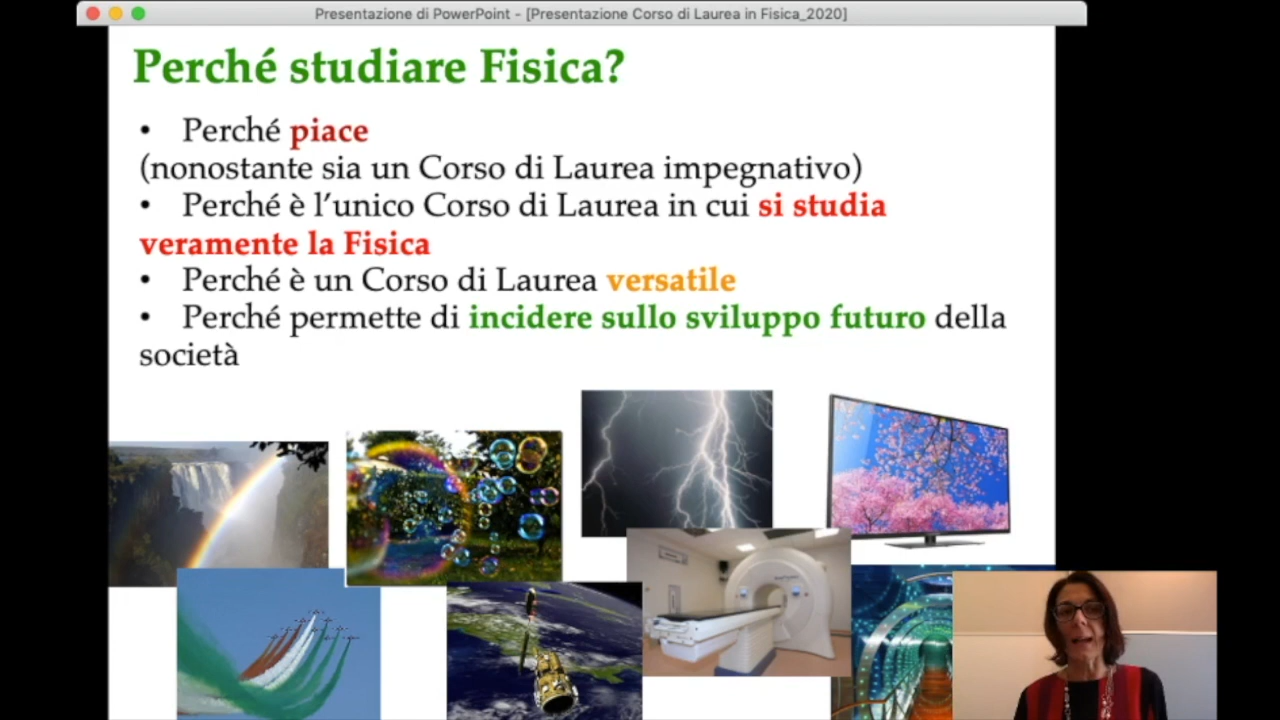 Presentazione di PowerPoint - [Presentazione Corso di Laurea in Fisica_2020]
Perché studiare Fisica?
• Perché piace
(nonostante sia un Corso di Laurea impegnativo)
• Perché è l'unico Corso di Laurea in cui si studia
veramente la Fisica
• Perché è un Corso di Laurea versatile
• Perché permette di incidere sullo sviluppo futuro della
società